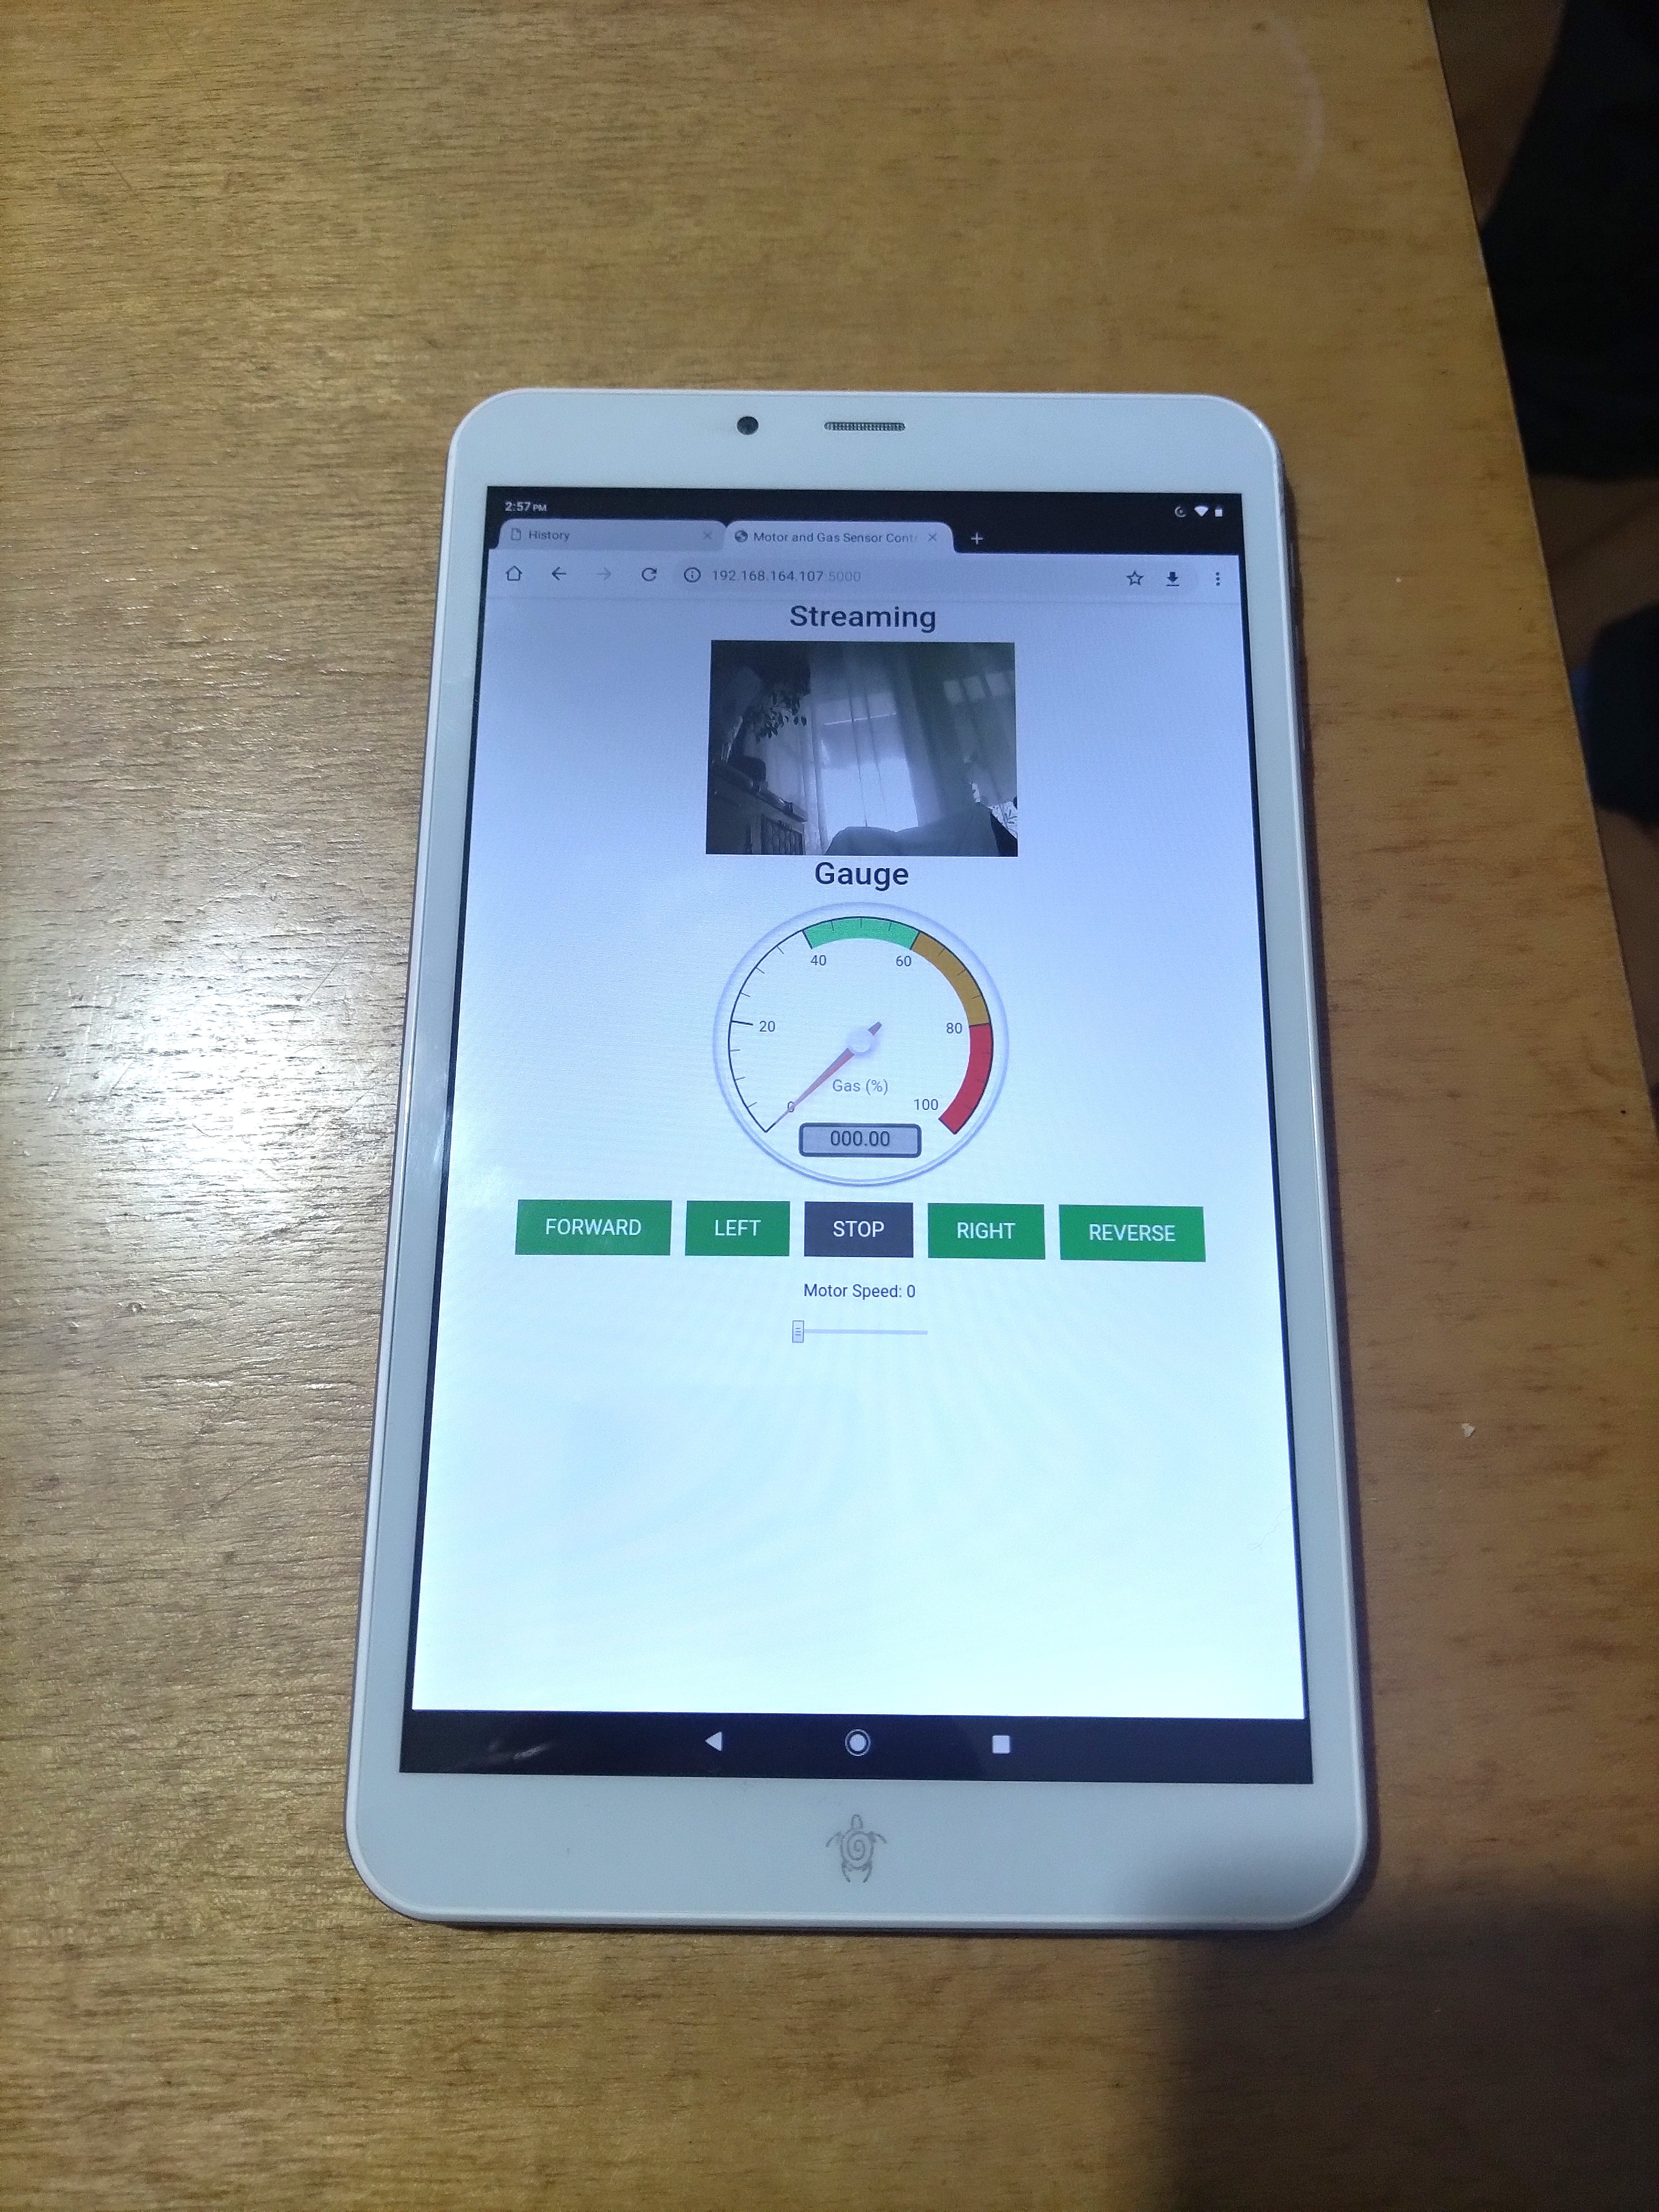 2:57 PM
History
Motor and Gas Sensor Cont
192.168.164.107:5000
Streaming
Gauge
40 60
20 80
Gas (%)
0 100
000.00
FORWARD LEFT STOP RIGHT REVERSE
Motor Speed: 0